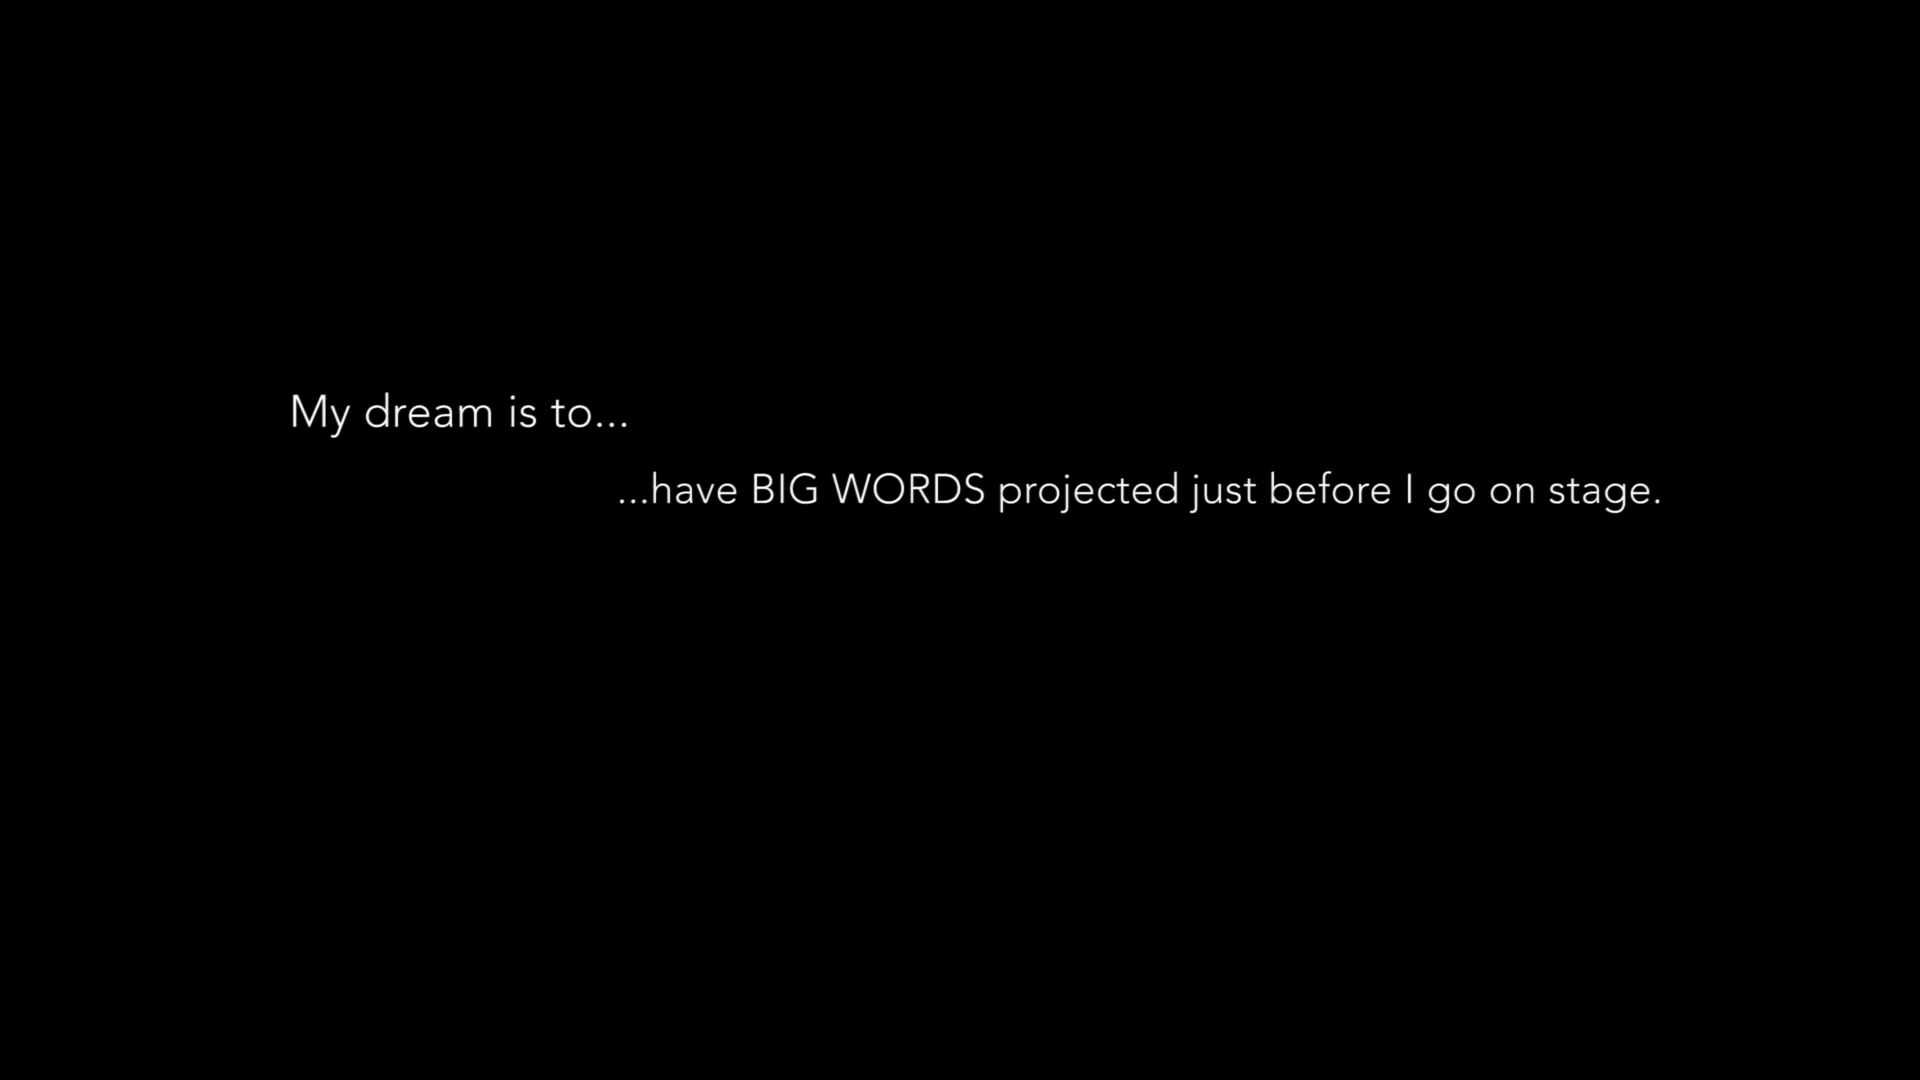 My dream is to...
...have BIG WORDS projected just before I go on stage.